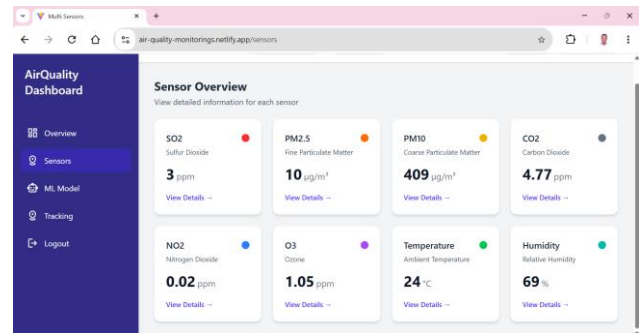 Multi Sensors
air-quality-monitorings.netlify.app/sensors
AirQuality
Dashboard
Overview
Sensors
ML Model
Tracking
Logout
Sensor Overview
View detailed information for each sensor
SO2
Sulfur Dioxide
3 ppm
View Details →
PM2.5
Fine Particulate Matter
10 µg/m³
View Details →
PM10
Coarse Particulate Matter
409 µg/m³
View Details →
CO2
Carbon Dioxide
4.77 ppm
View Details →
NO2
Nitrogen Dioxide
0.02 ppm
View Details →
O3
Ozone
1.05 ppm
View Details →
Temperature
Ambient Temperature
24 °C
View Details →
Humidity
Relative Humidity
69 %
View Details →